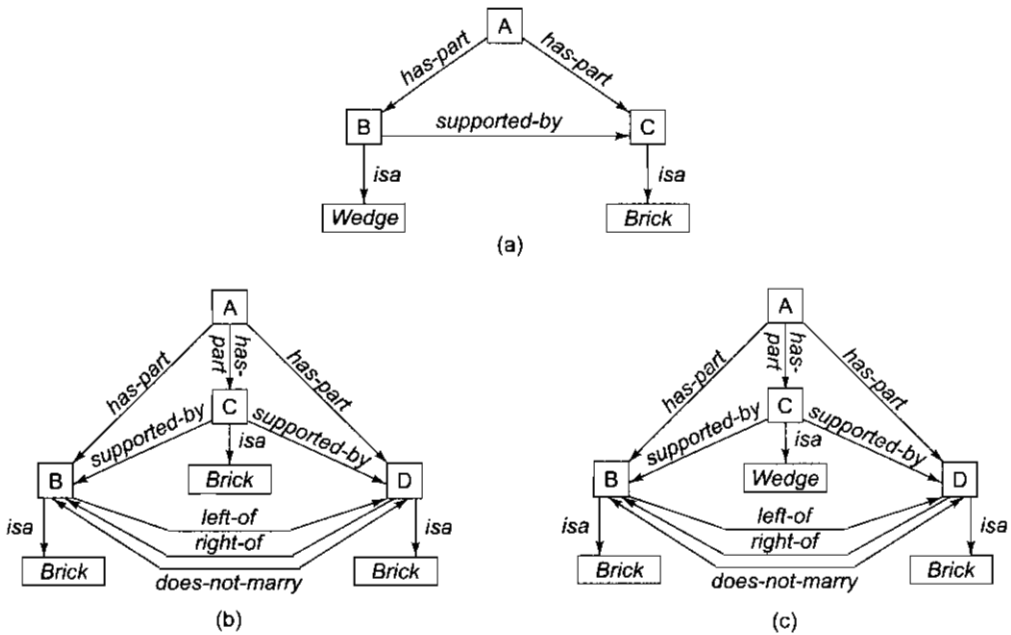 A
has-part has-part
B supported-by C
isa isa
Wedge Brick
(a)
A A
has-part has-part has-part has-part has-part has-part
C C
supported-by supported-by supported-by supported-by
isa isa
B Brick D B Wedge D
isa left-of isa isa left-of isa
right-of right-of
Brick does-not-marry Brick Brick does-not-marry Brick
(b) (c)